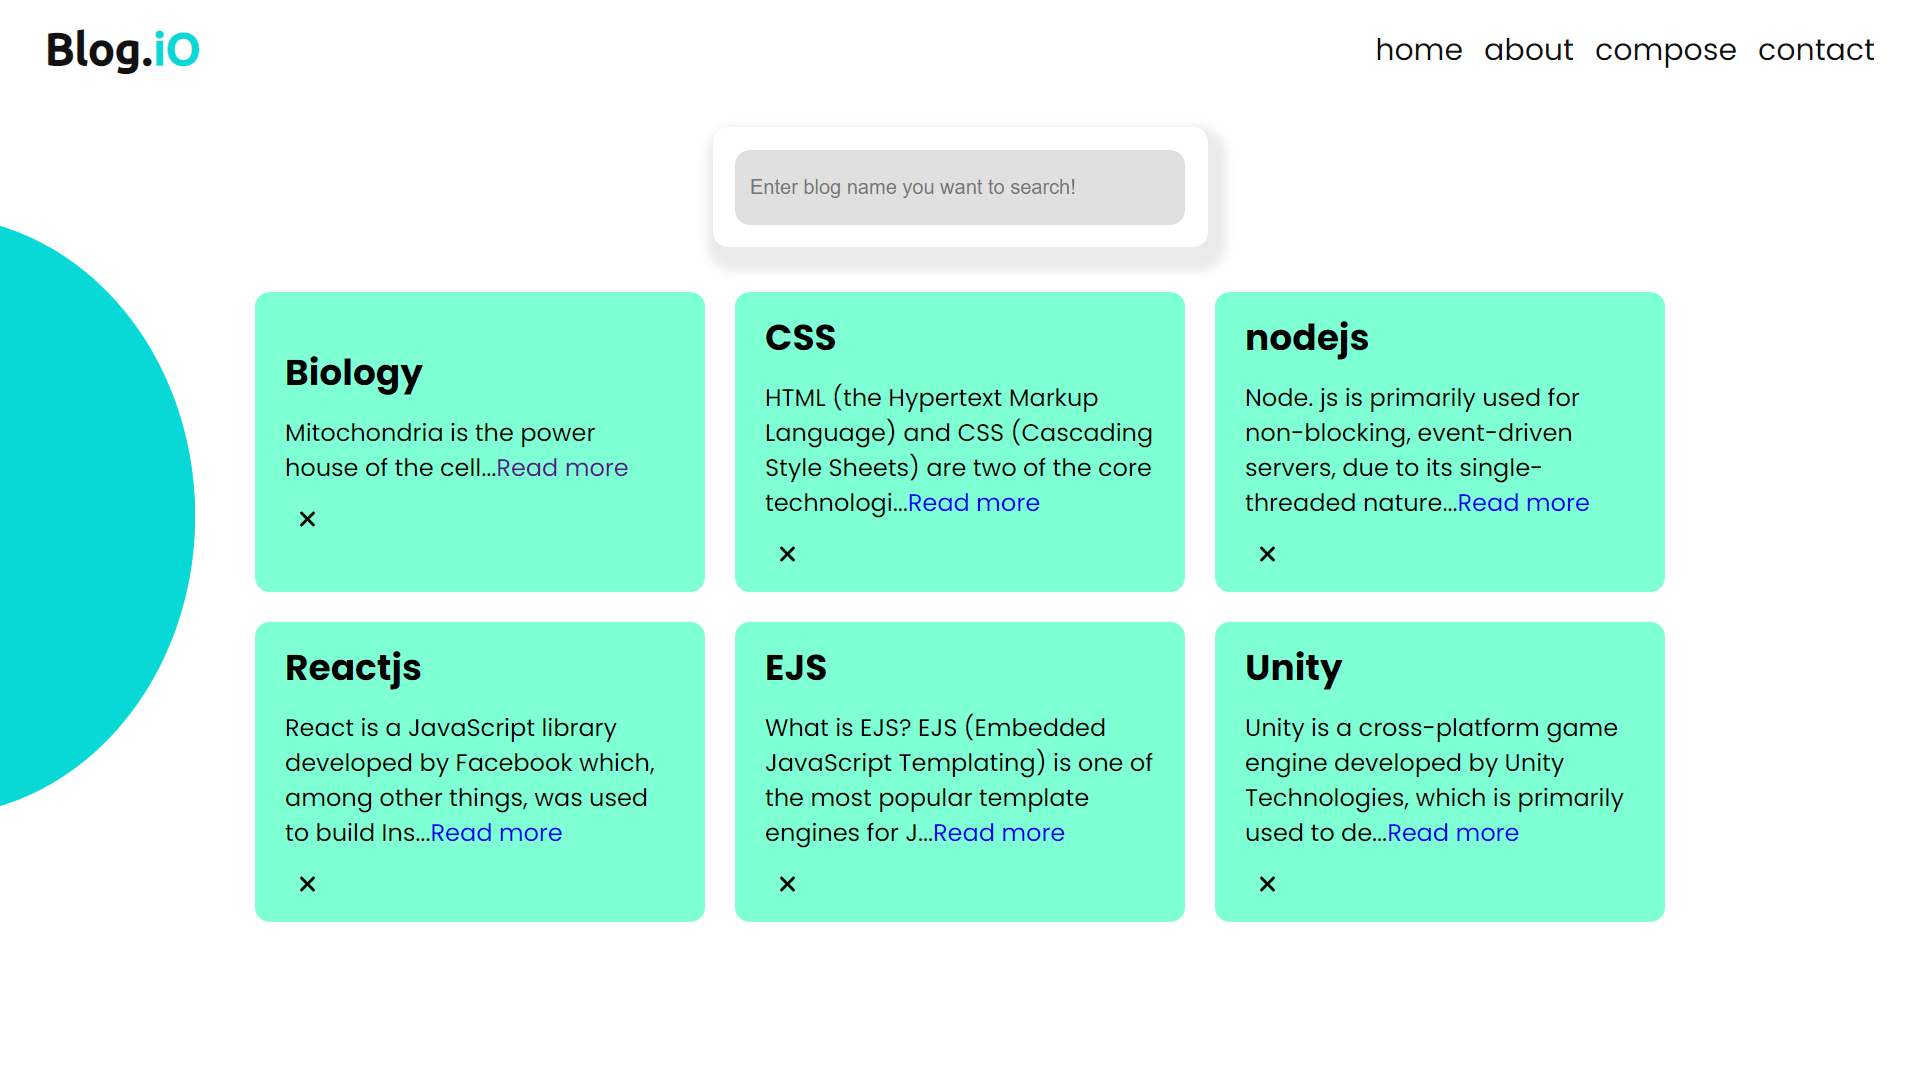 Blog.iO
home about compose contact
Enter blog name you want to search!
Biology
Mitochondria is the power
house of the cell...Read more
CSS
HTML (the Hypertext Markup
Language) and CSS (Cascading
Style Sheets) are two of the core
technologi...Read more
nodejs
Node. js is primarily used for
non-blocking, event-driven
servers, due to its single-
threaded nature...Read more
Reactjs
React is a JavaScript library
developed by Facebook which,
among other things, was used
to build Ins...Read more
EJS
What is EJS? EJS (Embedded
JavaScript Templating) is one of
the most popular template
engines for J...Read more
Unity
Unity is a cross-platform game
engine developed by Unity
Technologies, which is primarily
used to de...Read more